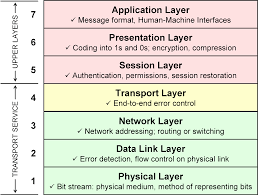 UPPER LAYERS
7
Application Layer
✓ Message format, Human-Machine Interfaces
6
Presentation Layer
✓ Coding into 1s and 0s; encryption, compression
5
Session Layer
✓ Authentication, permissions, session restoration
TRANSPORT SERVICE
4
Transport Layer
✓ End-to-end error control
3
Network Layer
✓ Network addressing; routing or switching
2
Data Link Layer
✓ Error detection, flow control on physical link
1
Physical Layer
✓ Bit stream: physical medium, method of representing bits